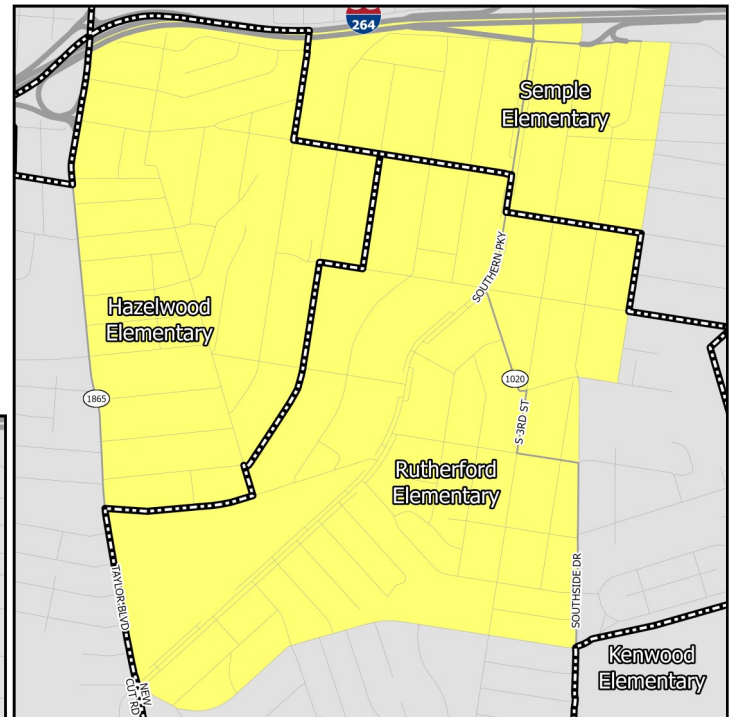 264
Semple
Elementary
SOUTHERN PKY
Hazelwood
Elementary
1020
1865
S 3RD ST
Rutherford
Elementary
TAYLOR BLVD
SOUTHSIDE DR
Kenwood
Elementary
NEW
CUT RD